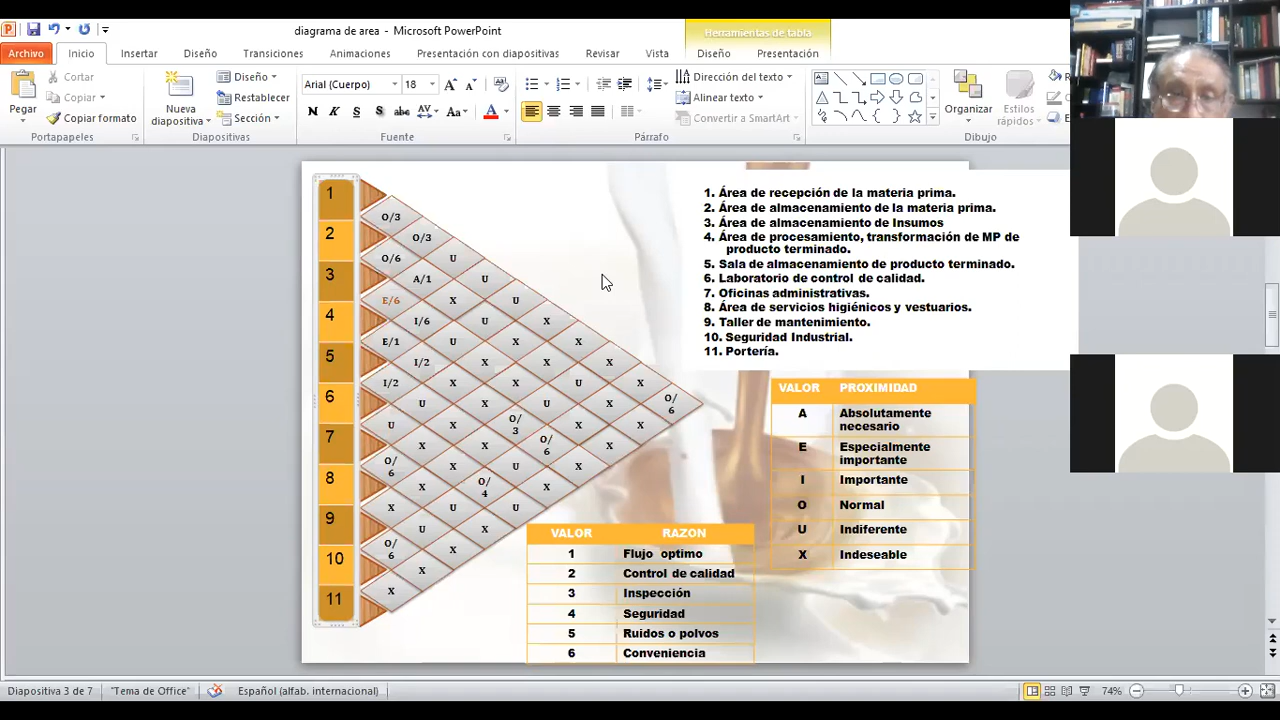 diagrama de area - Microsoft PowerPoint
Herramientas de tabla
Archivo Inicio Insertar Diseño Transiciones Animaciones Presentación con diapositivas Revisar Vista Diseño Presentación
Pegar
Cortar
Copiar
Copiar formato
Portapapeles
Nueva diapositiva
Diseño
Restablecer
Sección
Diapositivas
Arial (Cuerpo) 18
N K S abc AV Aa A
Fuente
Dirección del texto
Alinear texto
Convertir a SmartArt
Párrafo
Organizar
Estilos rápidos
Dibujo
1
2
3
4
5
6
7
8
9
10
11
O/3
O/3
O/6 U
A/1 U
E/6 X U
I/6 U X
E/1 U X X
I/2 X X X
I/2 X X U X
U X U X O/6
U X O/3 X X
X X O/6 X
O/6 X U X
X O/4 X
X U U
U X
O/6 X
X
X
1. Área de recepción de la materia prima.
2. Área de almacenamiento de la materia prima.
3. Área de almacenamiento de Insumos
4. Área de procesamiento, transformación de MP de
producto terminado.
5. Sala de almacenamiento de producto terminado.
6. Laboratorio de control de calidad.
7. Oficinas administrativas.
8. Área de servicios higiénicos y vestuarios.
9. Taller de mantenimiento.
10. Seguridad Industrial.
11. Portería.
VALOR PROXIMIDAD
A Absolutamente
necesario
E Especialmente
importante
I Importante
O Normal
U Indiferente
X Indeseable
VALOR RAZON
1 Flujo optimo
2 Control de calidad
3 Inspección
4 Seguridad
5 Ruidos o polvos
6 Conveniencia
Diapositiva 3 de 7 "Tema de Office" Español (alfab. internacional) 74%